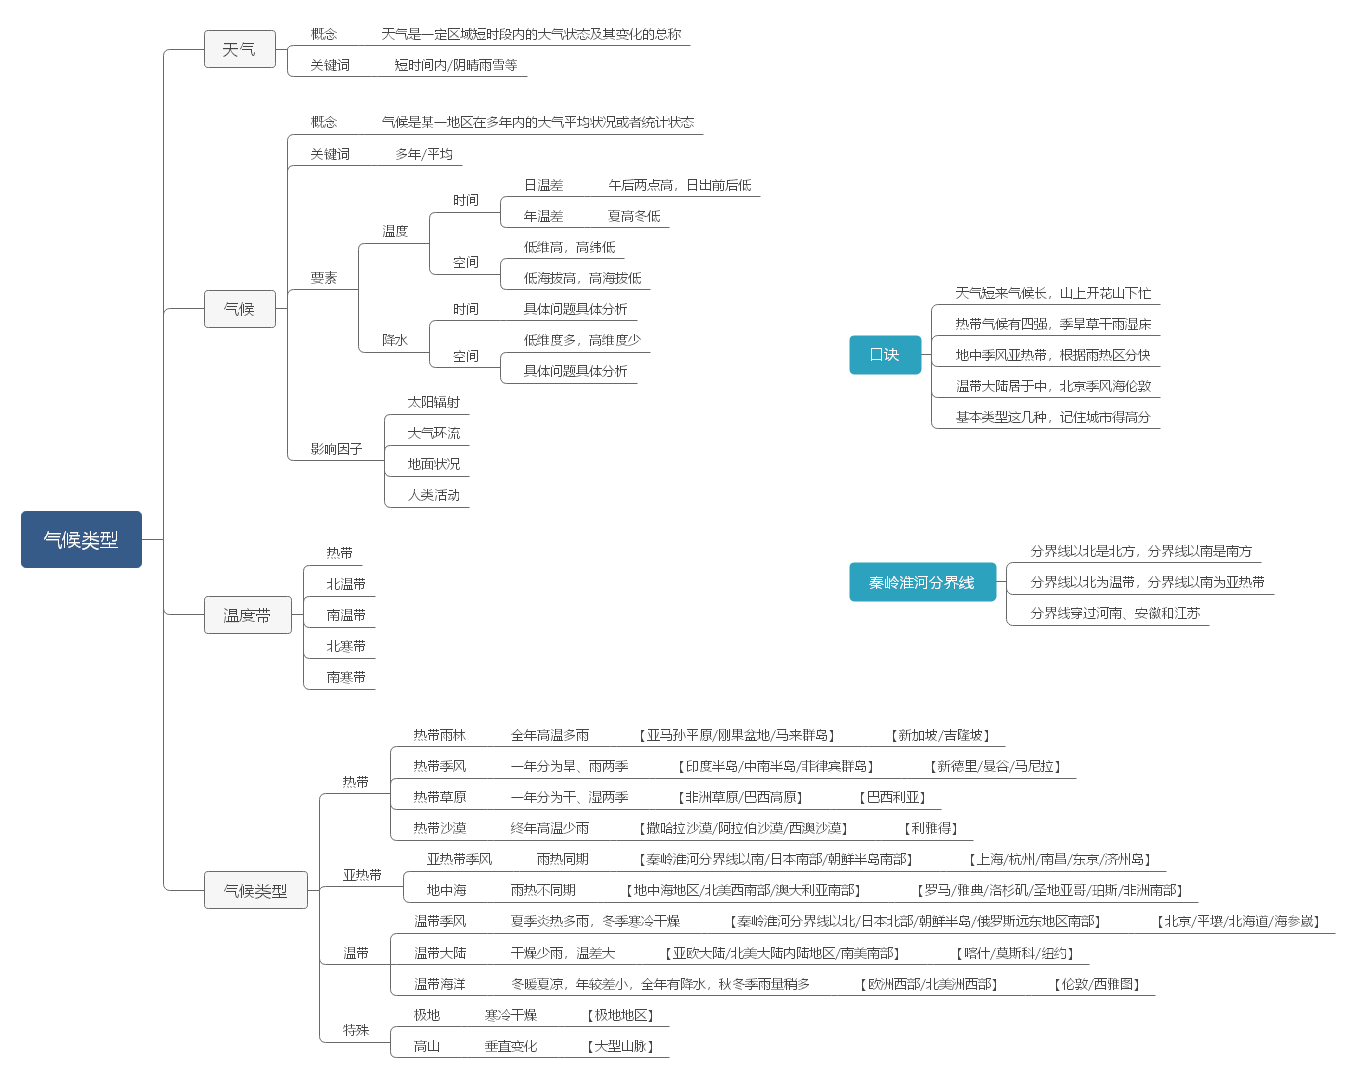 气候类型
天气
概念 天气是一定区域短时段内的大气状态及其变化的总称
关键词 短时间内/阴晴雨雪等
气候
概念 气候是某一地区在多年内的大气平均状况或者统计状态
关键词 多年/平均
要素
温度
时间
日温差 午后两点高，日出前后低
年温差 夏高冬低
空间
低维高，高纬低
低海拔高，高海拔低
降水
时间 具体问题具体分析
空间
低维度多，高维度少
具体问题具体分析
影响因子
太阳辐射
大气环流
地面状况
人类活动
温度带
热带
北温带
南温带
北寒带
南寒带
气候类型
热带
热带雨林 全年高温多雨 【亚马孙平原/刚果盆地/马来群岛】 【新加坡/吉隆坡】
热带季风 一年分为旱、雨两季 【印度半岛/中南半岛/菲律宾群岛】 【新德里/曼谷/马尼拉】
热带草原 一年分为干、湿两季 【非洲草原/巴西高原】 【巴西利亚】
热带沙漠 终年高温少雨 【撒哈拉沙漠/阿拉伯沙漠/西澳沙漠】 【利雅得】
亚热带
亚热带季风 雨热同期 【秦岭淮河分界线以南/日本南部/朝鲜半岛南部】 【上海/杭州/南昌/东京/济州岛】
地中海 雨热不同期 【地中海地区/北美西南部/澳大利亚南部】 【罗马/雅典/洛杉矶/圣地亚哥/珀斯/非洲南部】
温带
温带季风 夏季炎热多雨，冬季寒冷干燥 【秦岭淮河分界线以北/日本北部/朝鲜半岛/俄罗斯远东地区南部】 【北京/平壤/北海道/海参崴】
温带大陆 干燥少雨，温差大 【亚欧大陆/北美大陆内陆地区/南美南部】 【喀什/莫斯科/纽约】
温带海洋 冬暖夏凉，年较差小，全年有降水，秋冬季雨量稍多 【欧洲西部/北美洲西部】 【伦敦/西雅图】
特殊
极地 寒冷干燥 【极地地区】
高山 垂直变化 【大型山脉】
口诀
天气短来气候长，山上开花山下忙
热带气候有四强，季旱草干雨湿床
地中季风亚热带，根据雨热区分快
温带大陆居于中，北京季风海伦敦
基本类型这几种，记住城市得高分
秦岭淮河分界线
分界线以北是北方，分界线以南是南方
分界线以北为温带，分界线以南为亚热带
分界线穿过河南、安徽和江苏